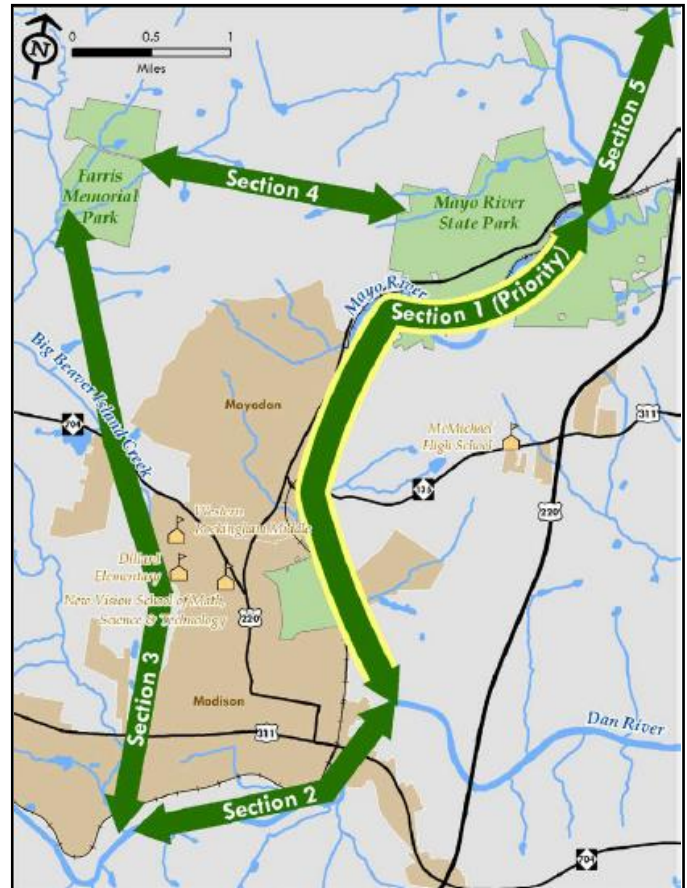 N
0 0.5 1
Miles
Section 5
Farris
Memorial
Park
Section 4
Mayo River
State Park
Mayo River
Section 1 (Priority)
Big Beaver Island Creek
Mayodan
704
McMichael
High School
311
135
220
Western
Rockingham Middle
Dillard
Elementary
New Vision School of Math,
Science & Technology
220
Section 3
Madison
311
Dan River
Section 2
704